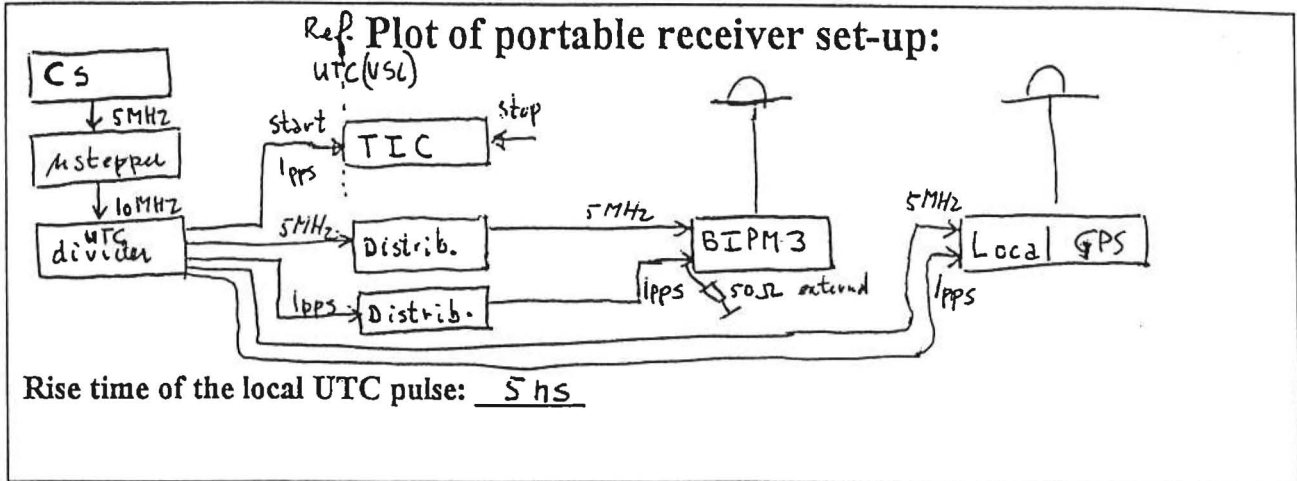 Ref. Plot of portable receiver set-up:
UTC(VSL)
Cs
5MHz
µstepper
10MHz
UTC
divider
start
1pps
TIC
stop
5MHz
Distrib.
5MHz
1pps
Distrib.
1pps
BIPM3
50Ω external
5MHz
1pps
Local GPS
Rise time of the local UTC pulse: 5 ns